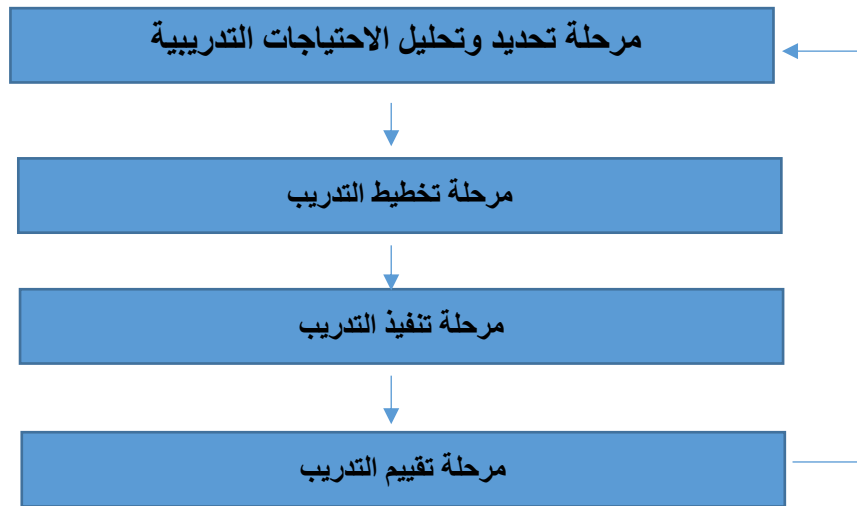 مرحلة تحديد وتحليل الاحتياجات التدريبية
مرحلة تخطيط التدريب
مرحلة تنفيذ التدريب
مرحلة تقييم التدريب